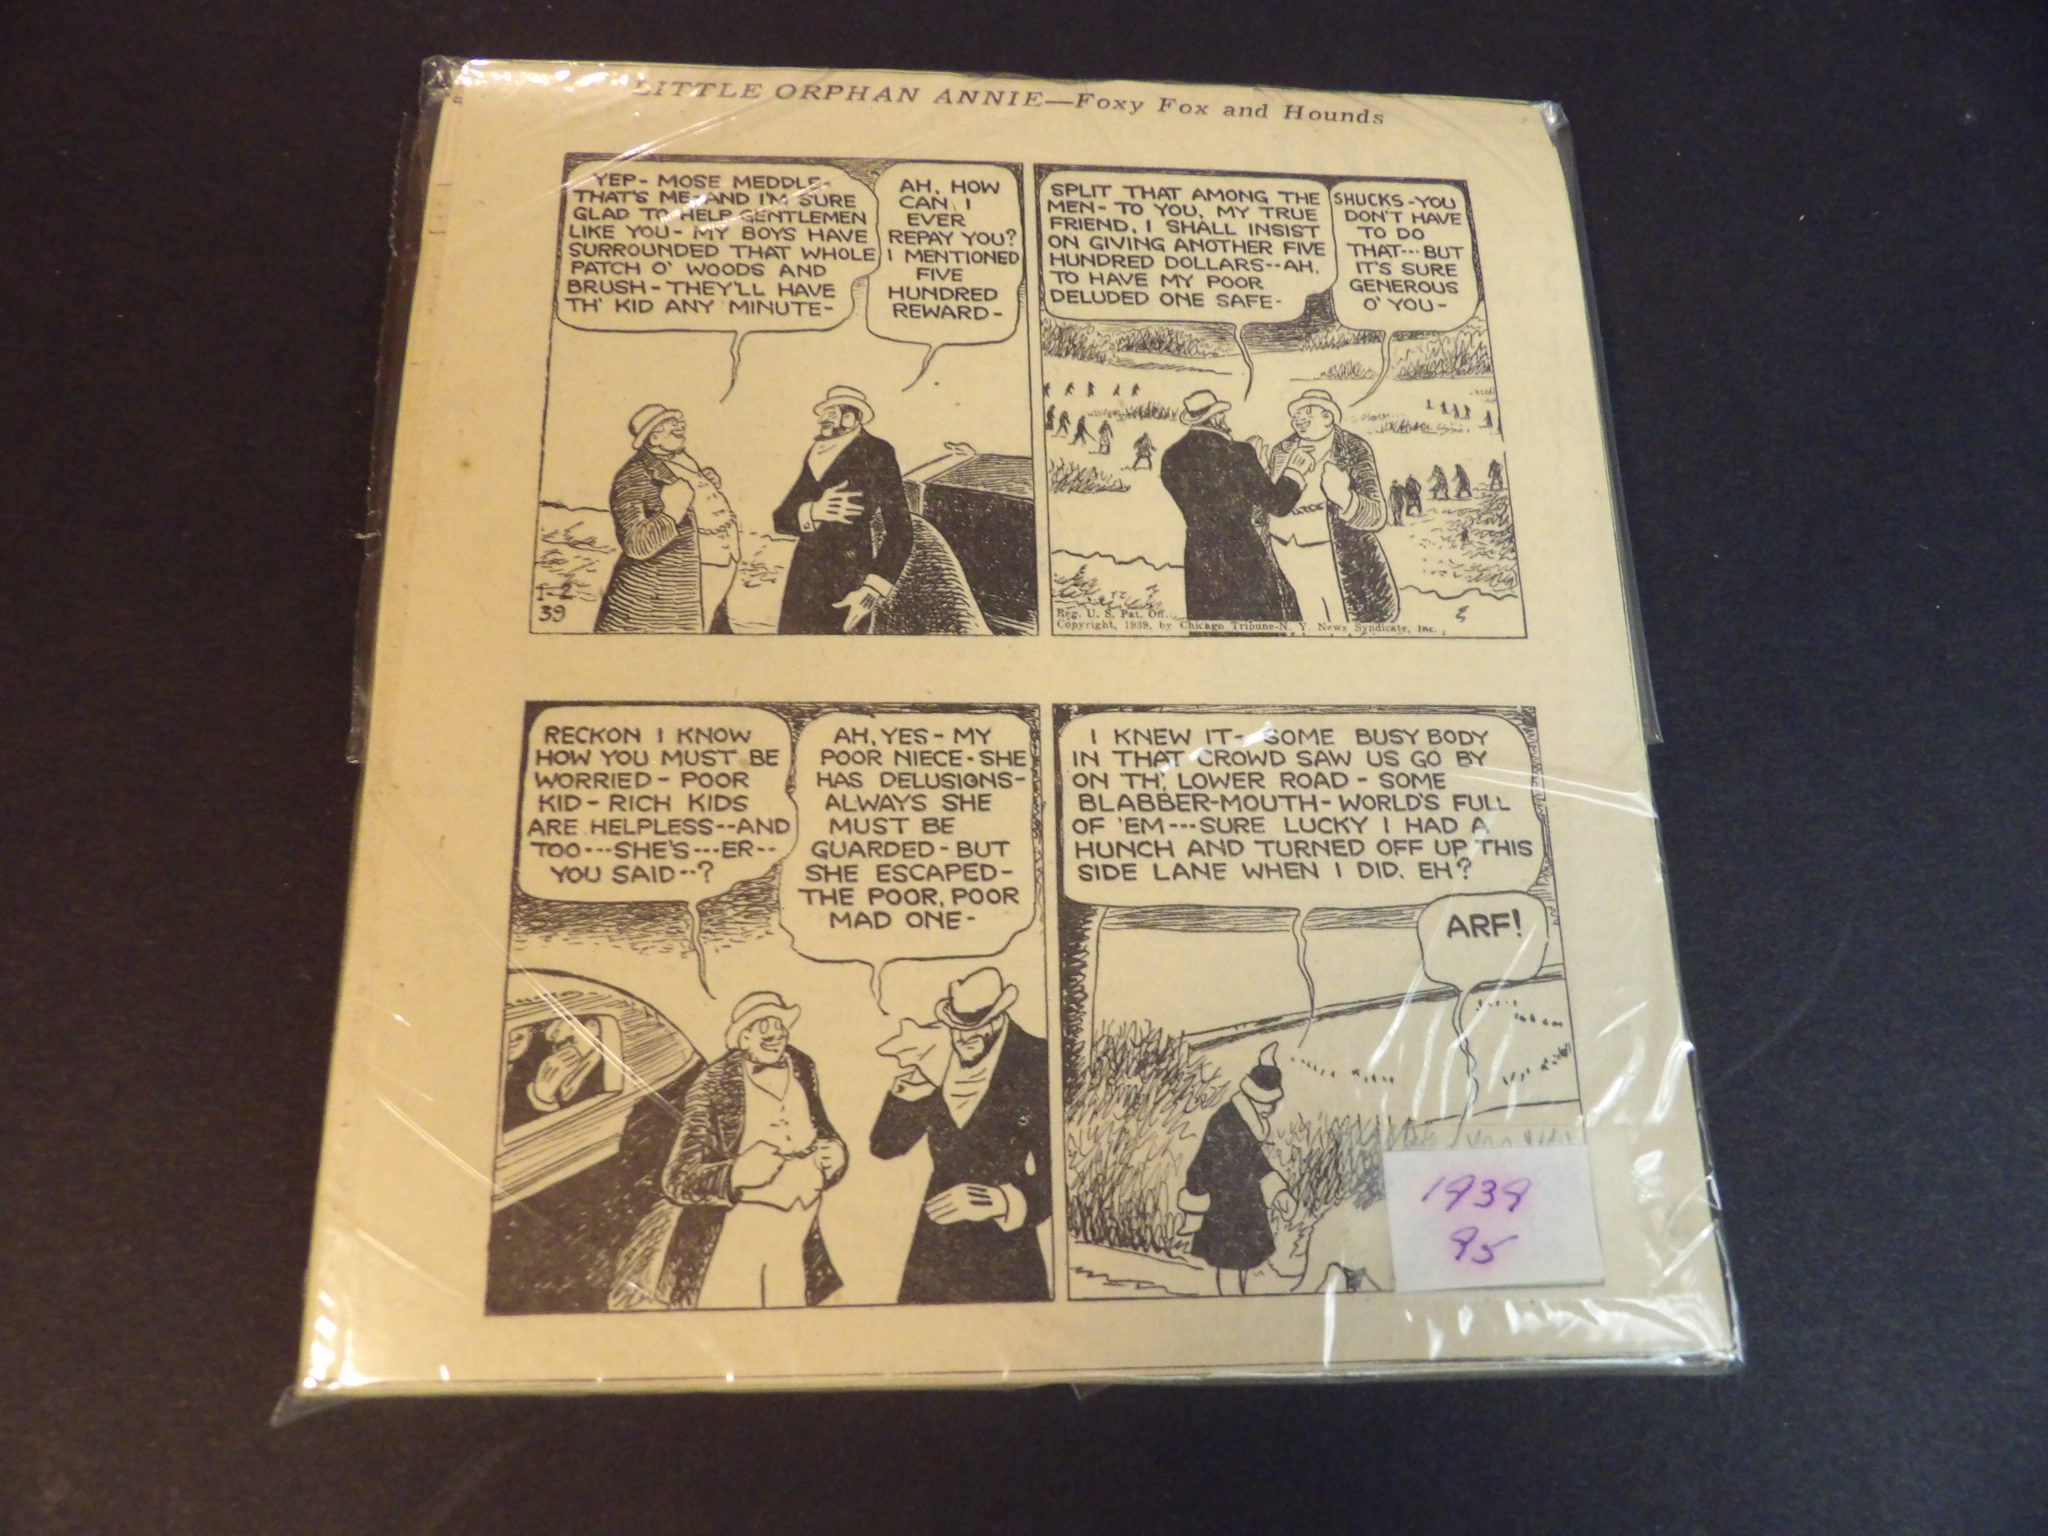 LITTLE ORPHAN ANNIE—Foxy Fox and Hounds
YEP - MOSE MEDDLE-
THAT'S ME-AND I'M SURE
GLAD TO HELP GENTLEMEN
LIKE YOU - MY BOYS HAVE
SURROUNDED THAT WHOLE
PATCH O' WOODS AND
BRUSH - THEY'LL HAVE
TH' KID ANY MINUTE-
AH, HOW
CAN I
EVER
REPAY YOU?
I MENTIONED
FIVE
HUNDRED
REWARD-
1-2
39
SPLIT THAT AMONG THE
MEN - TO YOU, MY TRUE
FRIEND, I SHALL INSIST
ON GIVING ANOTHER FIVE
HUNDRED DOLLARS--AH,
TO HAVE MY POOR
DELUDED ONE SAFE-
SHUCKS -YOU
DON'T HAVE
TO DO
THAT---BUT
IT'S SURE
GENEROUS
O' YOU-
Reg. U. S. Pat. Off.
Copyright, 1939, by Chicago Tribune-N. Y. News Syndicate, Inc.
RECKON I KNOW
HOW YOU MUST BE
WORRIED - POOR
KID - RICH KIDS
ARE HELPLESS--AND
TOO---SHE'S---ER--
YOU SAID--?
AH, YES - MY
POOR NIECE - SHE
HAS DELUSIONS-
ALWAYS SHE
MUST BE
GUARDED - BUT
SHE ESCAPED-
THE POOR, POOR
MAD ONE-
I KNEW IT - SOME BUSY BODY
IN THAT CROWD SAW US GO BY
ON TH' LOWER ROAD - SOME
BLABBER-MOUTH - WORLD'S FULL
OF 'EM---SURE LUCKY I HAD A
HUNCH AND TURNED OFF UP THIS
SIDE LANE WHEN I DID, EH?
ARF!
1939
95